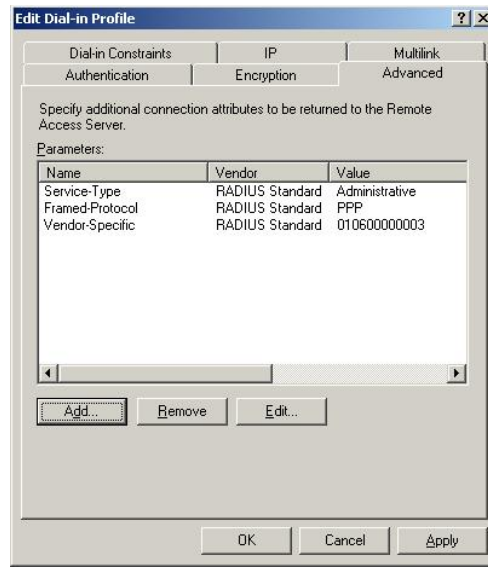 Edit Dial-in Profile
Dial-in Constraints IP Multilink
Authentication Encryption Advanced
Specify additional connection attributes to be returned to the Remote
Access Server.
Parameters:
Name Vendor Value
Service-Type RADIUS Standard Administrative
Framed-Protocol RADIUS Standard PPP
Vendor-Specific RADIUS Standard 010600000003
Add... Remove Edit...
OK Cancel Apply